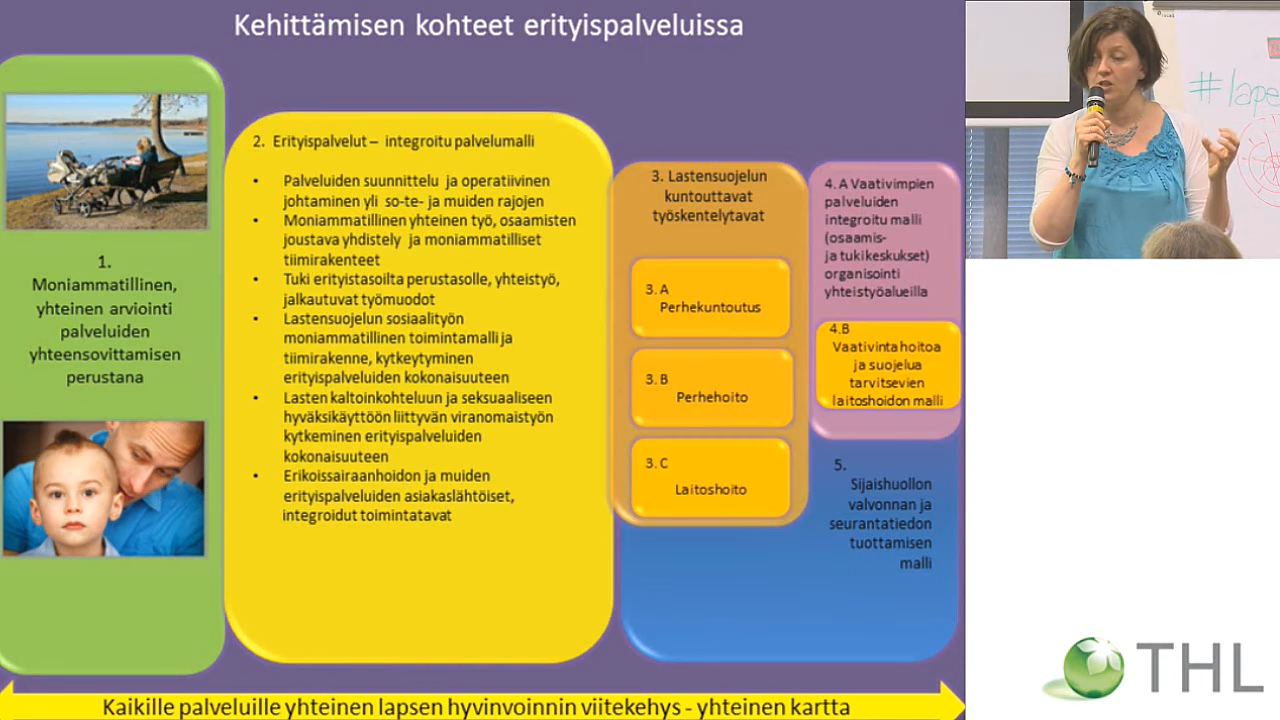 Kehittämisen kohteet erityispalveluissa
1.
Moniammatillinen,
yhteinen arviointi
palveluiden
yhteensovittamisen
perustana
2. Erityispalvelut – integroitu palvelumalli
• Palveluiden suunnittelu ja operatiivinen
johtaminen yli so-te- ja muiden rajojen
• Moniammatillinen yhteinen työ, osaamisten
joustava yhdistely ja moniammatilliset
tiimirakenteet
• Tuki erityistasoilta perustasolle, yhteistyö,
jalkautuvat työmuodot
• Lastensuojelun sosiaalityön
moniammatillinen toimintamalli ja
tiimirakenne, kytkeytyminen
erityispalveluiden kokonaisuuteen
• Lasten kaltoinkohteluun ja seksuaaliseen
hyväksikäyttöön liittyvän viranomaistyön
kytkeminen erityispalveluiden
kokonaisuuteen
• Erikoissairaanhoidon ja muiden
erityispalveluiden asiakaslähtöiset,
integroidut toimintatavat
3. Lastensuojelun
kuntouttavat
työskentelytavat
3. A
Perhekuntoutus
3. B
Perhehoito
3. C
Laitoshoito
4. A Vaativimpien
palveluiden
integroitu malli
(osaamis-
ja tukikeskukset)
organisointi
yhteistyöalueilla
4.B
Vaativinta hoitoa
ja suojelua
tarvitsevien
laitoshoidon malli
5.
Sijaishuollon
valvonnan ja
seurantatiedon
tuottamisen
malli
Kaikille palveluille yhteinen lapsen hyvinvoinnin viitekehys - yhteinen kartta
#lape
THL